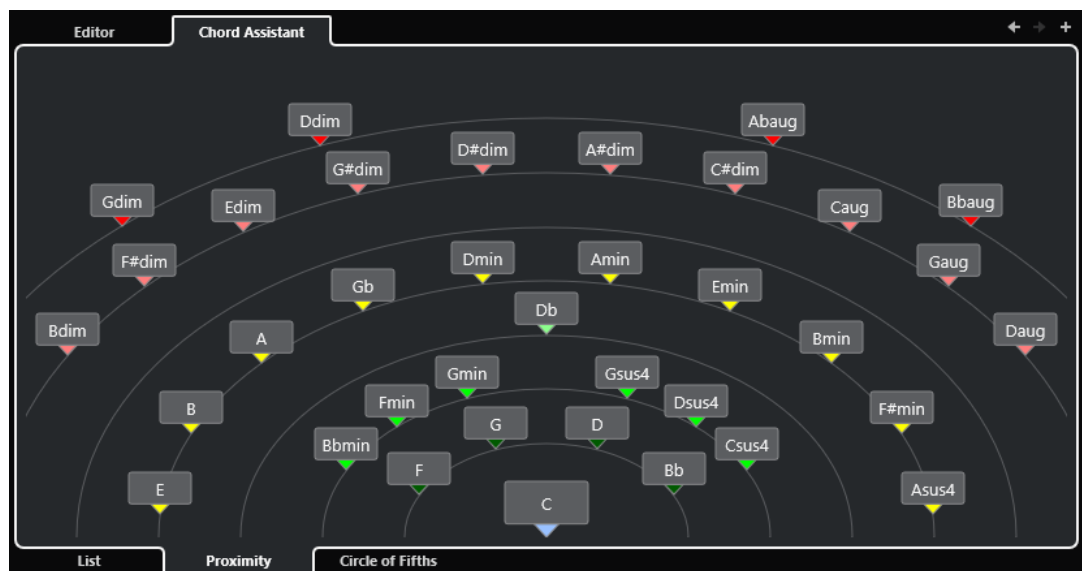 Editor
Chord Assistant
Ddim
Abaug
D#dim
A#dim
G#dim
C#dim
Gdim
Edim
Caug
Bbaug
F#dim
Gaug
Dmin
Amin
Gb
Emin
Db
Bdim
A
Bmin
Daug
Gmin
Gsus4
Fmin
Dsus4
B
F#min
G
D
Bbmin
Csus4
F
Bb
E
C
Asus4
List
Proximity
Circle of Fifths